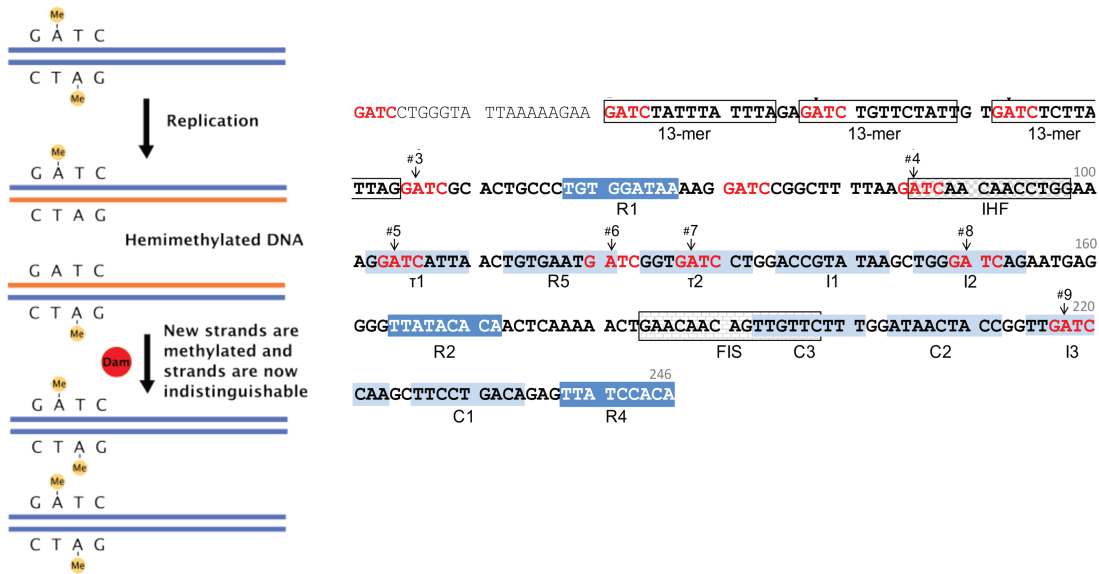 Me
G A T C
C T A G
Me
Replication
Me
G A T C
C T A G
Hemimethylated DNA
G A T C
C T A G
Me
Dam
New strands are
methylated and
strands are now
indistinguishable
Me
G A T C
C T A G
Me
Me
G A T C
C T A G
Me
GATCCTGGGTA TTAAAAAGAA GATCTATTTA TTTAGAGATC TGTTCTATTG TGATCTCTTA
13-mer 13-mer 13-mer
#3 #4
100
TTAGGATCGC ACTGCCCTGT GGATAAAAAG GATCCGGCTT TTAAGATCAA CAACCTGGAA
R1 IHF
#5 #6 #7 #8
160
AGGATCATTA ACTGTGAATG ATCGGTGATC CTGGACCGTA TAAGCTGGGA TCAGAATGAG
τ1 R5 τ2 I1 I2
#9
220
GGGTTATACA CAACTCAAAA ACTGAACAAC AGTTGTTCTT TGGATAACTA CCGGTTGATC
R2 FIS C3 C2 I3
246
CAAGCTTCCT GACAGAGTTA TCCACA
C1 R4